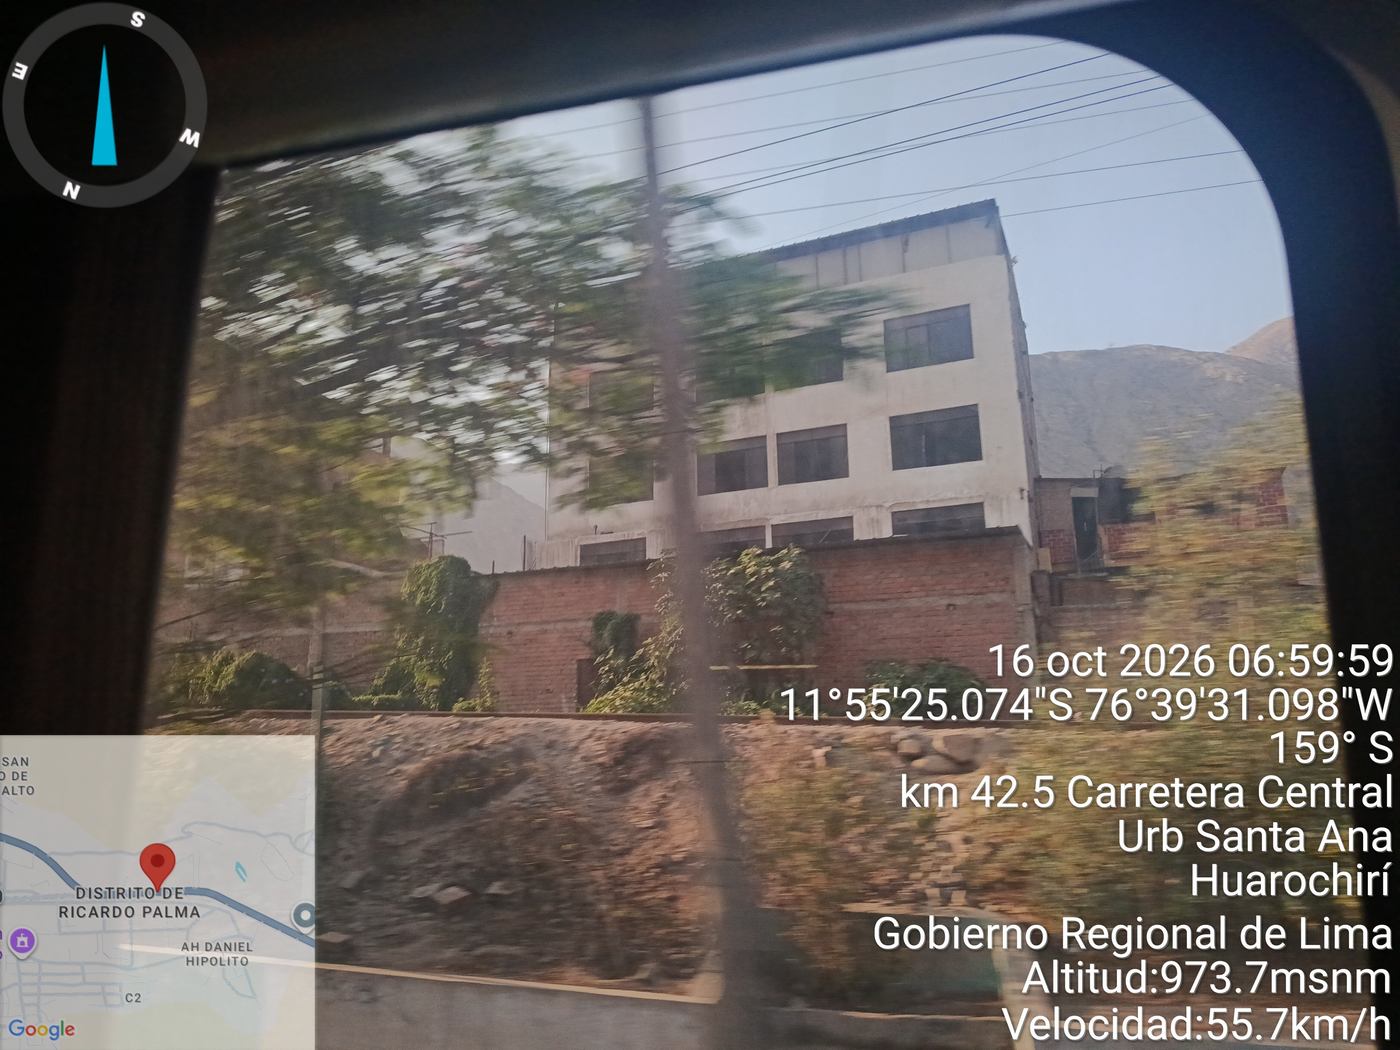 S
E
W
N
16 oct 2026 06:59:59
11°55'25.074"S 76°39'31.098"W
159° S
km 42.5 Carretera Central
Urb Santa Ana
Huarochirí
Gobierno Regional de Lima
Altitud:973.7msnm
Velocidad:55.7km/h
SAN
O DE
ALTO
DISTRITO DE
RICARDO PALMA
AH DANIEL
HIPOLITO
C2
Google